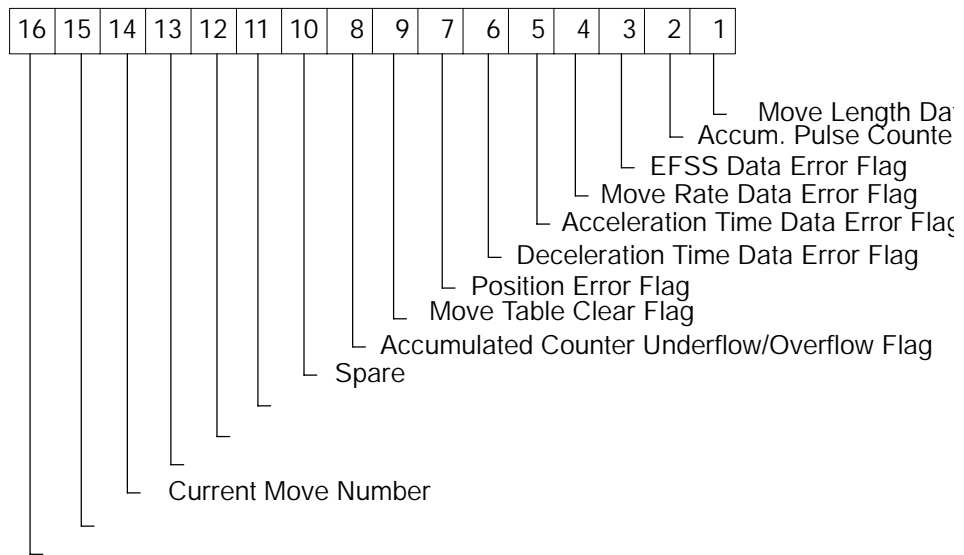 16 15 14 13 12 11 10 8 9 7 6 5 4 3 2 1
Move Length
Accum. Pulse
EFSS Data Error Flag
Move Rate Data Error Flag
Acceleration Time Data Error Flag
Deceleration Time Data Error Flag
Position Error Flag
Move Table Clear Flag
Accumulated Counter Underflow/Overflow Flag
Spare
Current Move Number